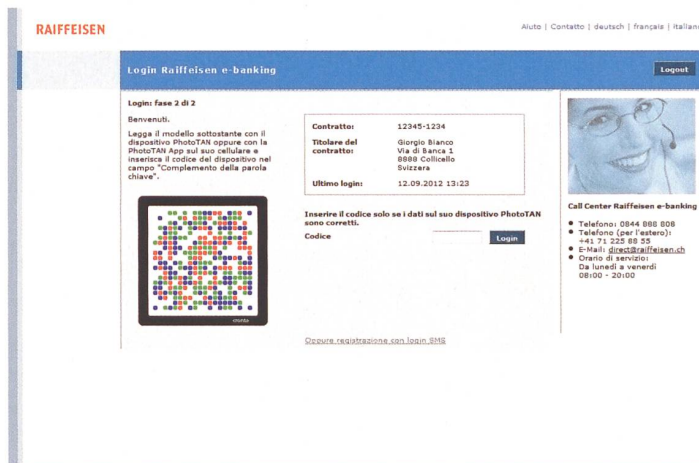 RAIFFEISEN
Aiuto | Contatto | deutsch | français | italiano
Login Raiffeisen e-banking
Logout
Login: fase 2 di 2
Benvenuti.
Legga il modello sottostante con il
dispositivo PhotoTAN oppure con la
PhotoTAN App sul suo cellulare e
inserisca il codice del dispositivo nel
campo "Complemento della parola
chiave".
cronto
Contratto: 12345-1234
Titolare del Giorgio Bianco
contratto: Via di Banca 1
8888 Collicello
Svizzera
Ultimo login: 12.09.2012 13:23
Inserire il codice solo se i dati sul suo dispositivo PhotoTAN
sono corretti.
Codice
Login
Oppure registrazione con login SMS
Call Center Raiffeisen e-banking
Telefono: 0844 888 808
Telefono (per l'estero):
+41 71 225 88 55
E-Mail: direct@raiffeisen.ch
Orario di servizio:
Da lunedì a venerdì
08:00 - 20:00